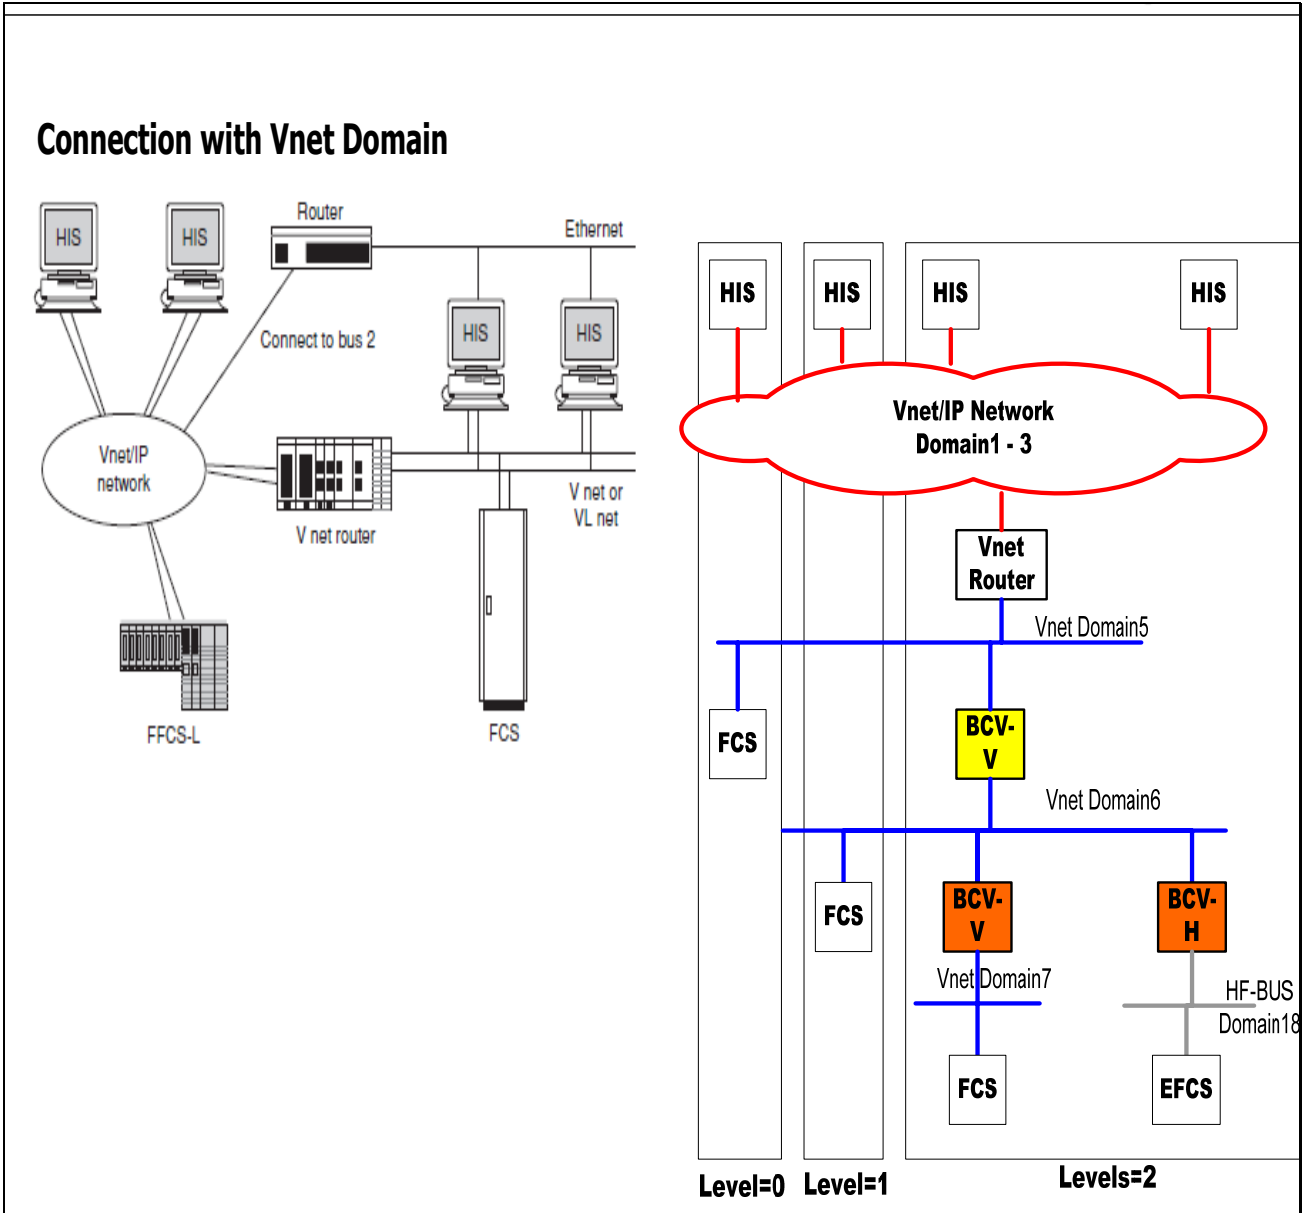 Connection with Vnet Domain
HIS
HIS
Router
Ethernet
Connect to bus 2
HIS
HIS
Vnet/IP
network
V net router
V net or
VL net
FFCS-L
FCS
HIS
HIS
HIS
HIS
Vnet/IP Network
Domain1 - 3
Vnet
Router
Vnet Domain5
FCS
BCV-
V
Vnet Domain6
FCS
BCV-
V
BCV-
H
Vnet Domain7
HF-BUS
Domain18
FCS
EFCS
Level=0
Level=1
Levels=2